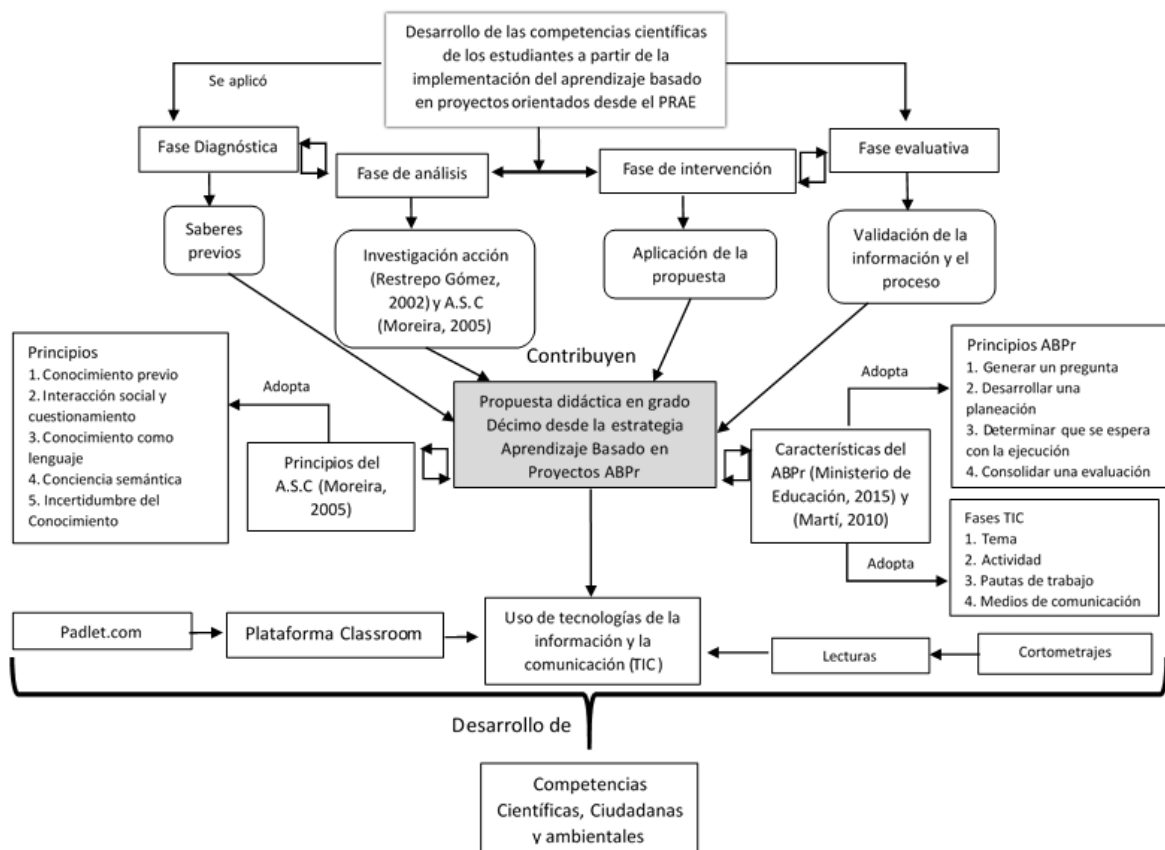 Desarrollo de las competencias científicas
de los estudiantes a partir de la
implementación del aprendizaje basado
en proyectos orientados desde el PRAE
Se aplicó
Fase Diagnóstica
Fase de análisis
Fase de intervención
Fase evaluativa
Saberes
previos
Investigación acción
(Restrepo Gómez,
2002) y A.S.C
(Moreira, 2005)
Aplicación de la
propuesta
Validación de la
información y el
proceso
Contribuyen
Principios
1. Conocimiento previo
2. Interacción social y
cuestionamiento
3. Conocimiento como
lenguaje
4. Conciencia semántica
5. Incertidumbre del
Conocimiento
Adopta
Principios del
A.S.C (Moreira,
2005)
Propuesta didáctica en grado
Décimo desde la estrategia
Aprendizaje Basado en
Proyectos ABPr
Características del
ABPr (Ministerio de
Educación, 2015) y
(Martí, 2010)
Adopta
Principios ABPr
1. Generar un pregunta
2. Desarrollar una
planeación
3. Determinar que se espera
con la ejecución
4. Consolidar una evaluación
Adopta
Fases TIC
1. Tema
2. Actividad
3. Pautas de trabajo
4. Medios de comunicación
Padlet.com
Plataforma Classroom
Uso de tecnologías de la
información y la
comunicación (TIC)
Lecturas
Cortometrajes
Desarrollo de
Competencias
Científicas, Ciudadanas
y ambientales